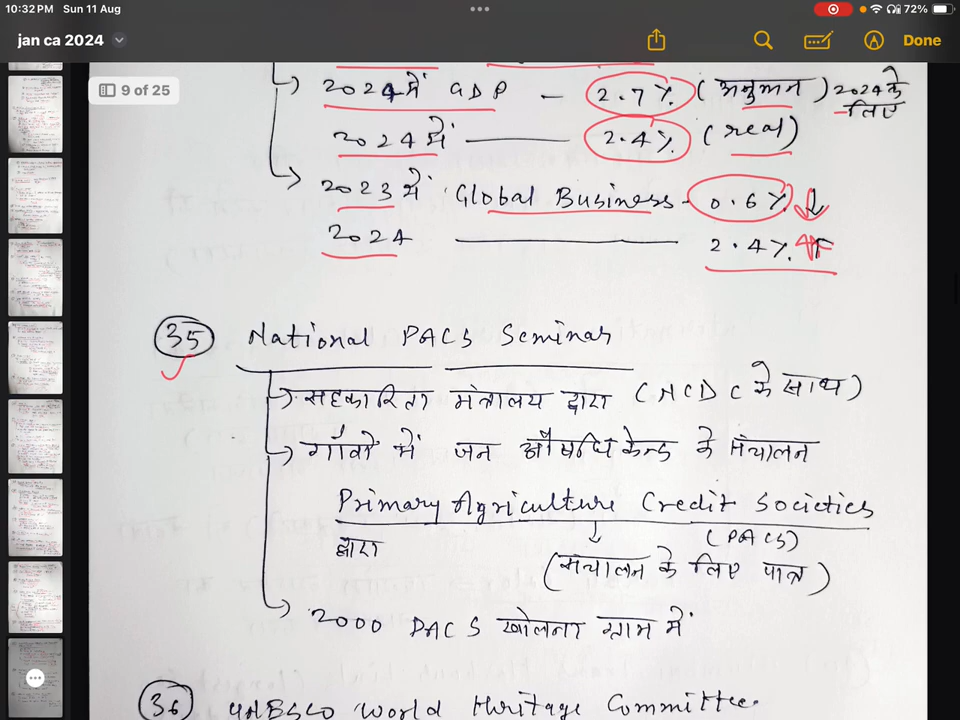 10:32 PM Sun 11 Aug
72%
jan ca 2024
Done
9 of 25
2024 में GDP — 2.7% (अनुमान) 2024 के लिए
2024 में — 2.4% (real)
2023 में Global Business - 0.6% ↓
2024 — 2.4% ↑
35 National PACS Seminar
↳ सहकारिता मंत्रालय द्वारा (NCDC के साथ)
↳ गाँवों में जन औषधि केन्द्र के संचालन
Primary Agriculture Credit Societies
द्वारा (PACS)
(संचालन के लिए पात्र)
↳ 2000 PACS खोलना ग्राम में
36 UNESCO World Heritage Committee